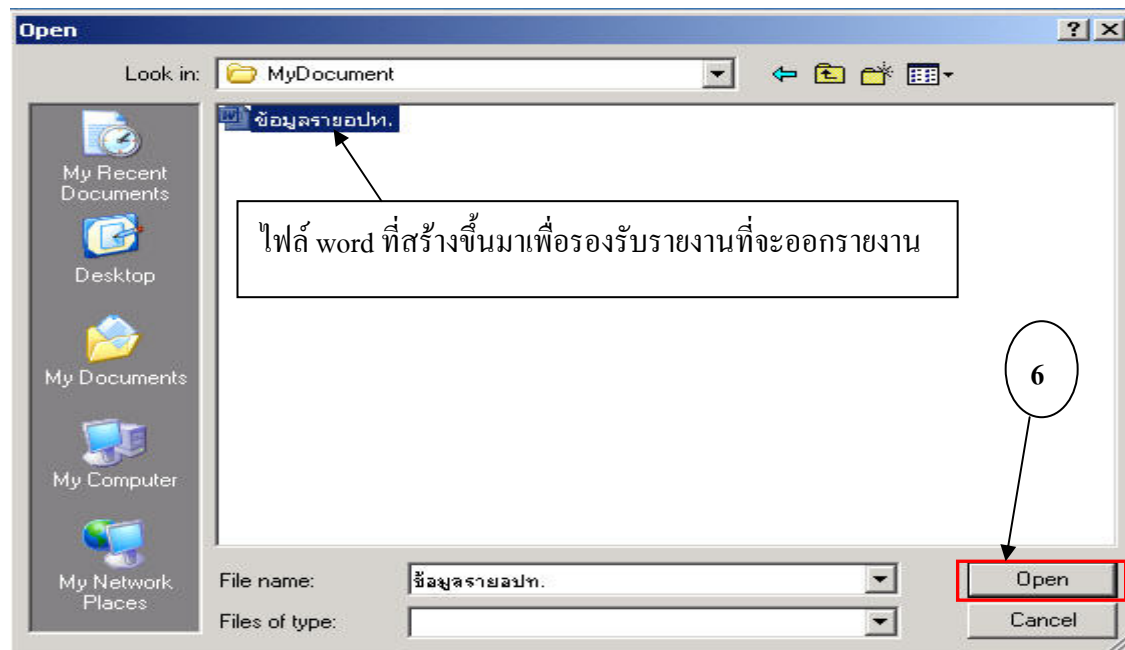 Open
Look in:
MyDocument
ข้อมูลรายอปท.
My Recent
Documents
ไฟล์ word ที่สร้างขึ้นมาเพื่อรองรับรายงานที่จะออกรายงาน
Desktop
My Documents
6
My Computer
My Network
Places
File name:
ข้อมูลรายอปท.
Open
Files of type:
Cancel